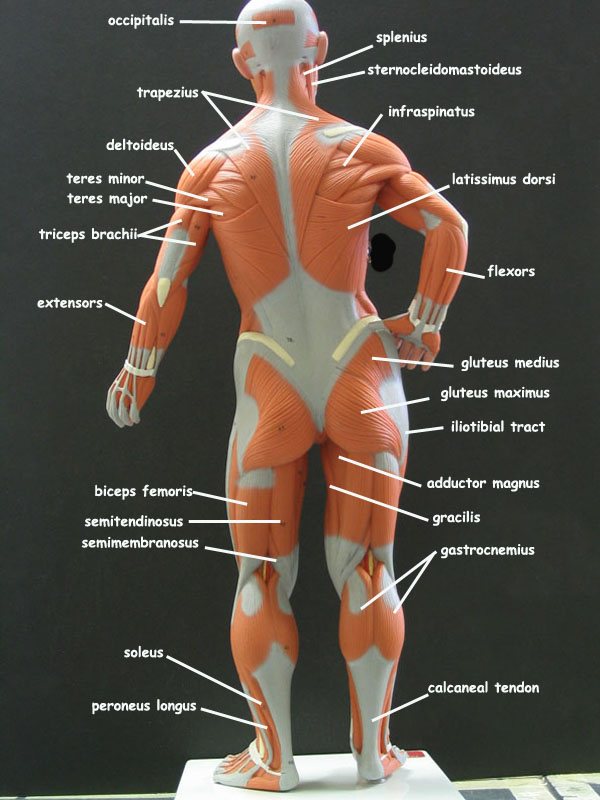 occipitalis
splenius
sternocleidomastoideus
trapezius
infraspinatus
deltoideus
teres minor
latissimus dorsi
teres major
triceps brachii
flexors
extensors
gluteus medius
gluteus maximus
iliotibial tract
adductor magnus
biceps femoris
gracilis
semitendinosus
semimembranosus
gastrocnemius
soleus
calcaneal tendon
peroneus longus